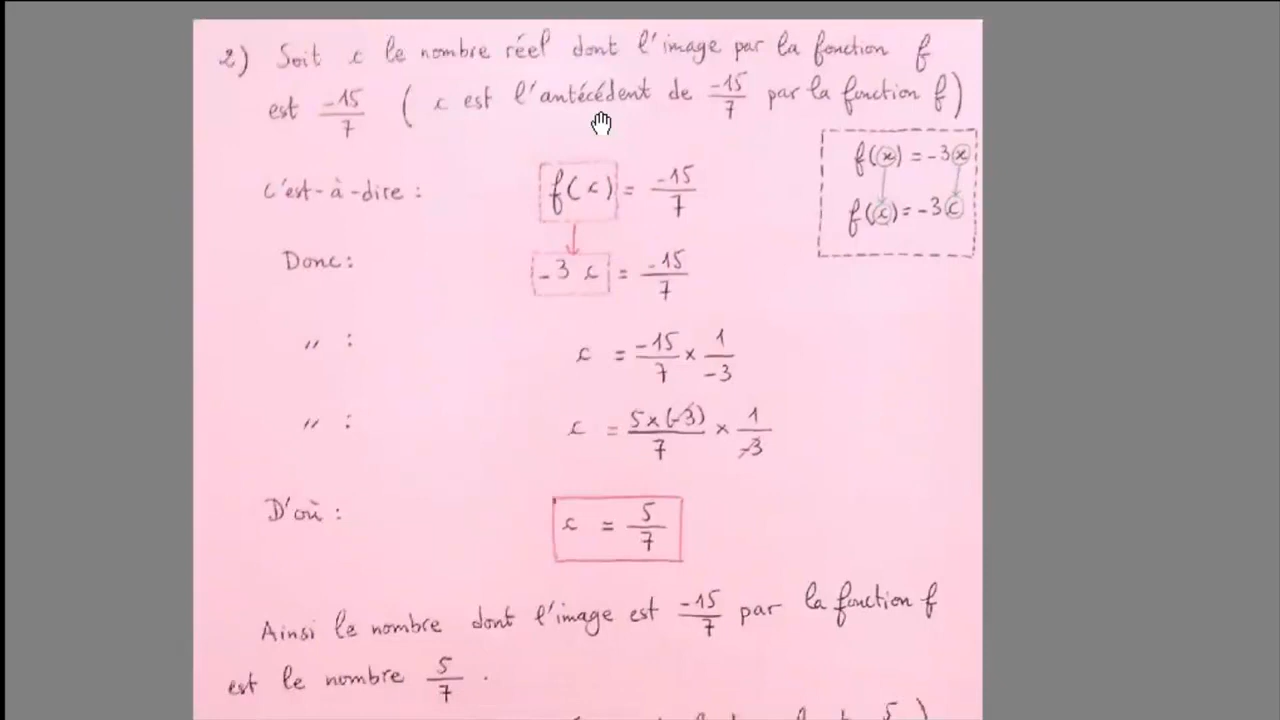 2) Soit c le nombre réel dont l'image par la fonction f
est -15/7 ( c est l'antécédent de -15/7 par la fonction f)
f(x) = -3x
c'est-à-dire : f(c) = -15/7
f(c) = -3c
Donc : -3 c = -15/7
,, : c = -15/7 × 1/-3
,, : c = 5×(-3)/7 × 1/-3
D'où : c = 5/7
Ainsi le nombre dont l'image est -15/7 par la fonction f
est le nombre 5/7 .